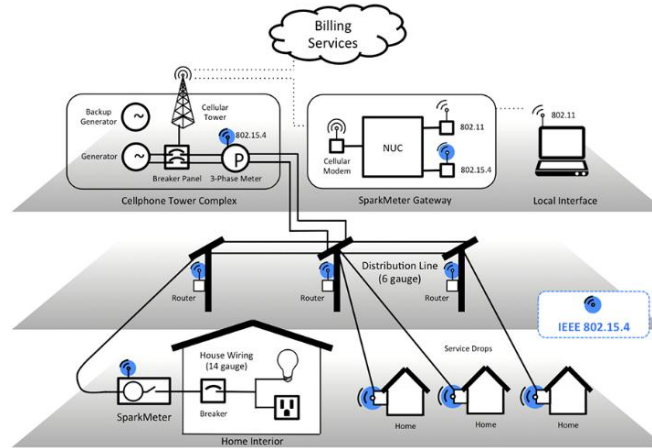 Billing
Services
Backup
Generator
Cellular
Tower
802.15.4
Generator
P
Breaker Panel
3-Phase Meter
Cellphone Tower Complex
802.11
Cellular
Modem
NUC
802.15.4
SparkMeter Gateway
802.11
Local Interface
Router
Router
Distribution Line
(6 gauge)
Router
IEEE 802.15.4
House Wiring
(14 gauge)
Service Drops
SparkMeter
Breaker
Home
Home
Home
Home Interior